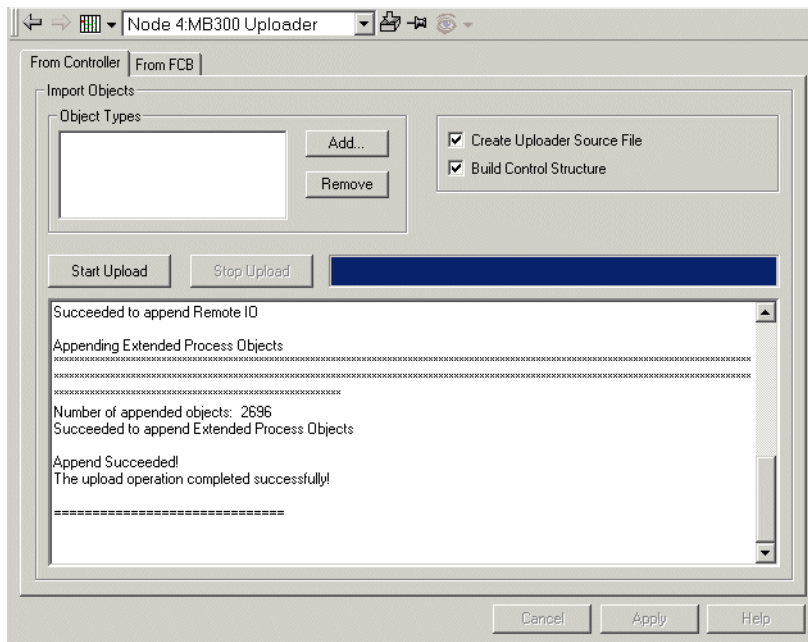 Node 4:MB300 Uploader
From Controller
From FCB
Import Objects
Object Types
Add...
Remove
Create Uploader Source File
Build Control Structure
Start Upload
Stop Upload
Succeeded to append Remote IO
Appending Extended Process Objects
Number of appended objects:  2696
Succeeded to append Extended Process Objects
Append Succeeded!
The upload operation completed successfully!
==============================
Cancel
Apply
Help